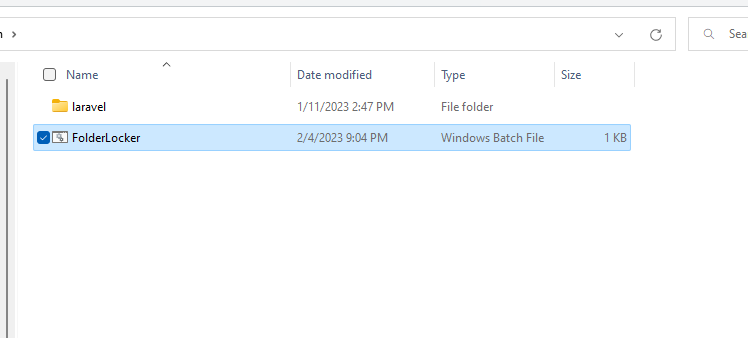 Sea
Name Date modified Type Size
laravel 1/11/2023 2:47 PM File folder
FolderLocker 2/4/2023 9:04 PM Windows Batch File 1 KB